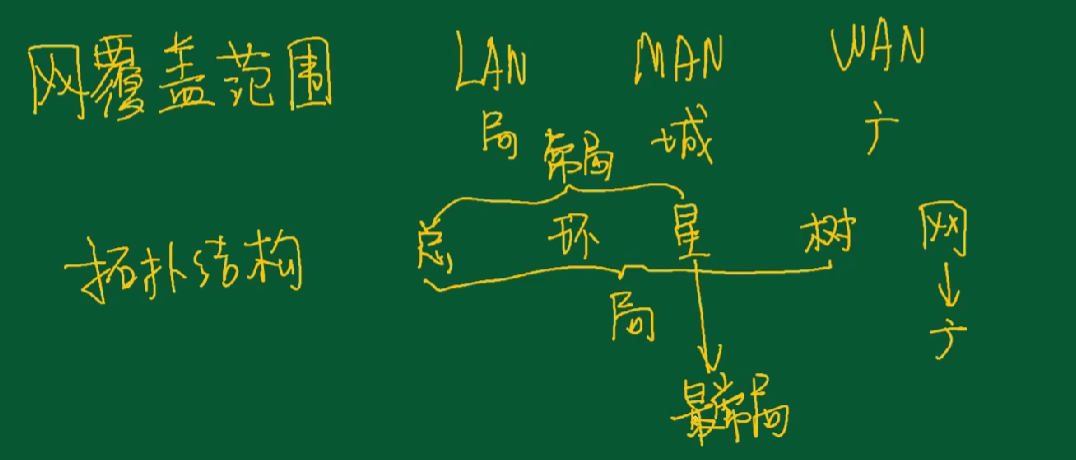 网覆盖范围 LAN MAN WAN
局 城 广
常局
拓扑结构 总 环 星 树 网
局 广
最常局